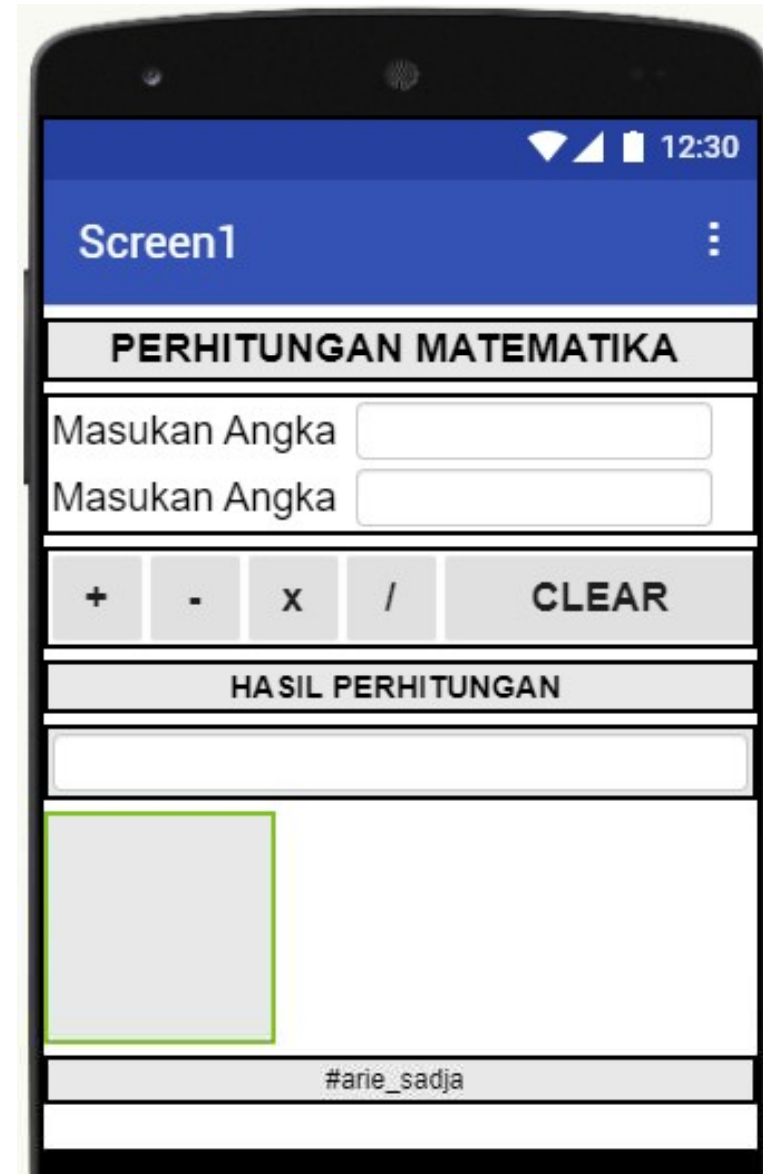 12:30
Screen1
PERHITUNGAN MATEMATIKA
Masukan Angka
Masukan Angka
+ - x / CLEAR
HASIL PERHITUNGAN
#arie_sadja